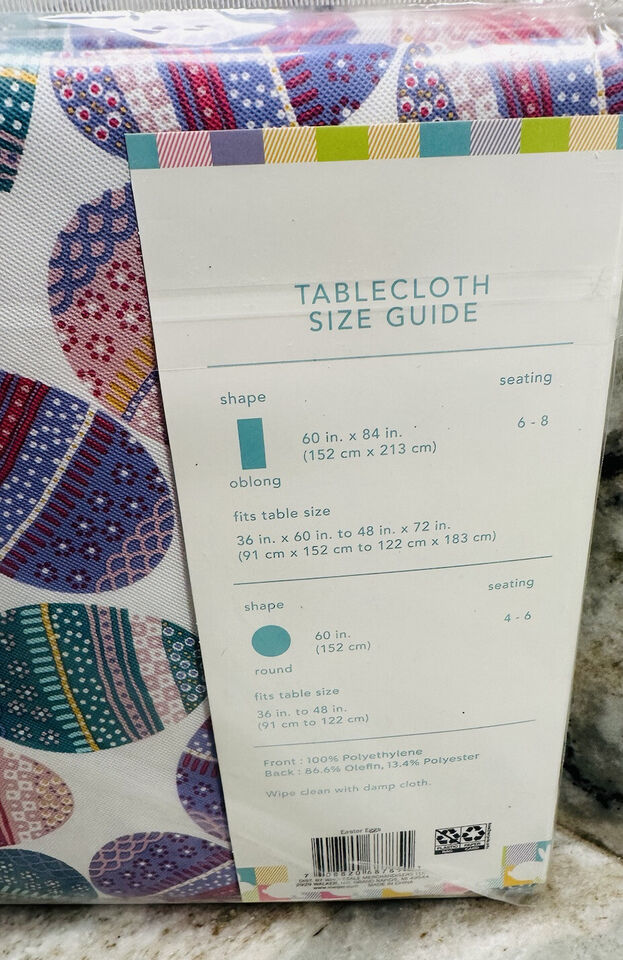 TABLECLOTH
SIZE GUIDE
shape
seating
60 in. x 84 in.
(152 cm x 213 cm)
6 - 8
oblong
fits table size
36 in. x 60 in. to 48 in. x 72 in.
(91 cm x 152 cm to 122 cm x 183 cm)
shape
seating
60 in.
(152 cm)
4 - 6
round
fits table size
36 in. to 48 in.
(91 cm to 122 cm)
Front : 100% Polyethylene
Back : 86.6% Olefin, 13.4% Polyester
Wipe clean with damp cloth.
Easter Eggs
MADE IN CHINA